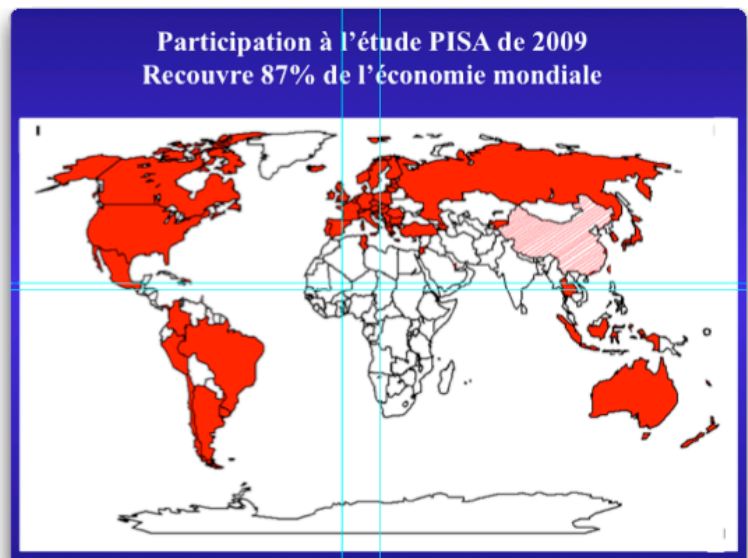 Participation à l'étude PISA de 2009
Recouvre 87% de l'économie mondiale